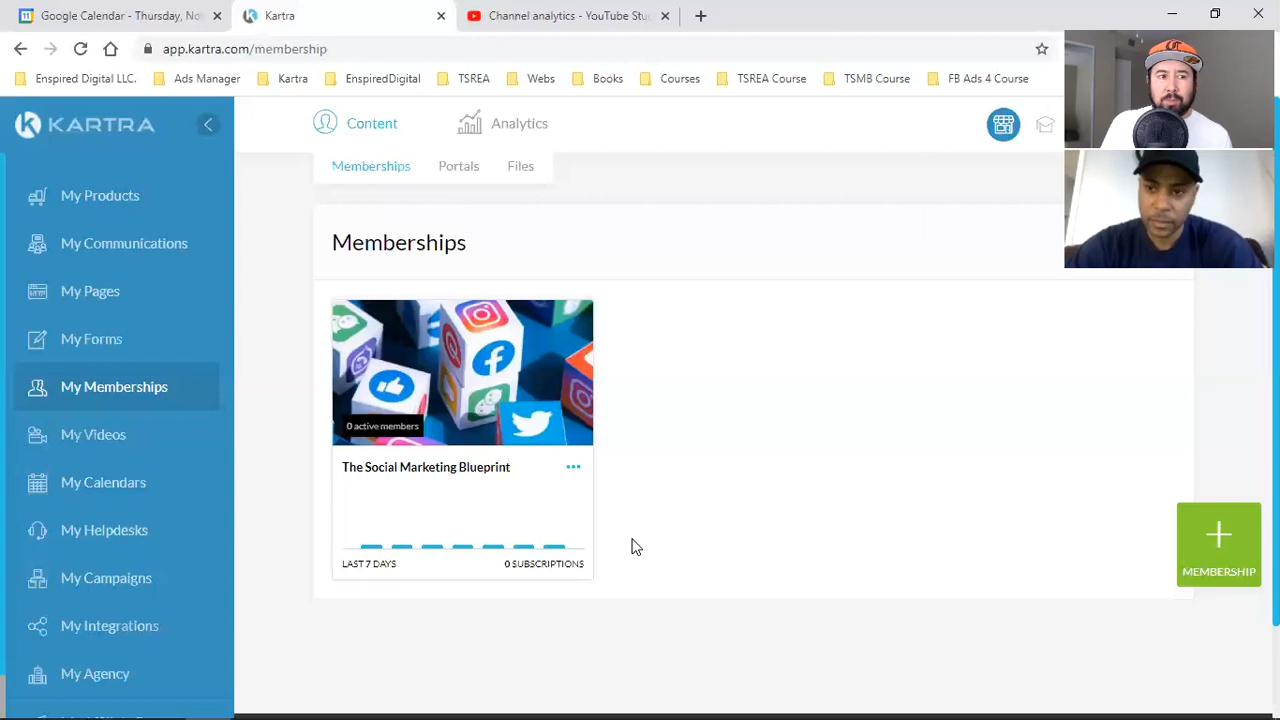 Google Calendar - Thursday, Nov
Kartra
Channel analytics - YouTube Stu
app.kartra.com/membership
Enspired Digital LLC.
Ads Manager
Kartra
EnspiredDigital
TSREA
Webs
Books
Courses
TSREA Course
TSMB Course
FB Ads 4 Course
KARTRA
Content
Analytics
Memberships
Portals
Files
My Products
My Communications
My Pages
My Forms
My Memberships
My Videos
My Calendars
My Helpdesks
My Campaigns
My Integrations
My Agency
Memberships
0 active members
The Social Marketing Blueprint
LAST 7 DAYS
0 SUBSCRIPTIONS
MEMBERSHIP